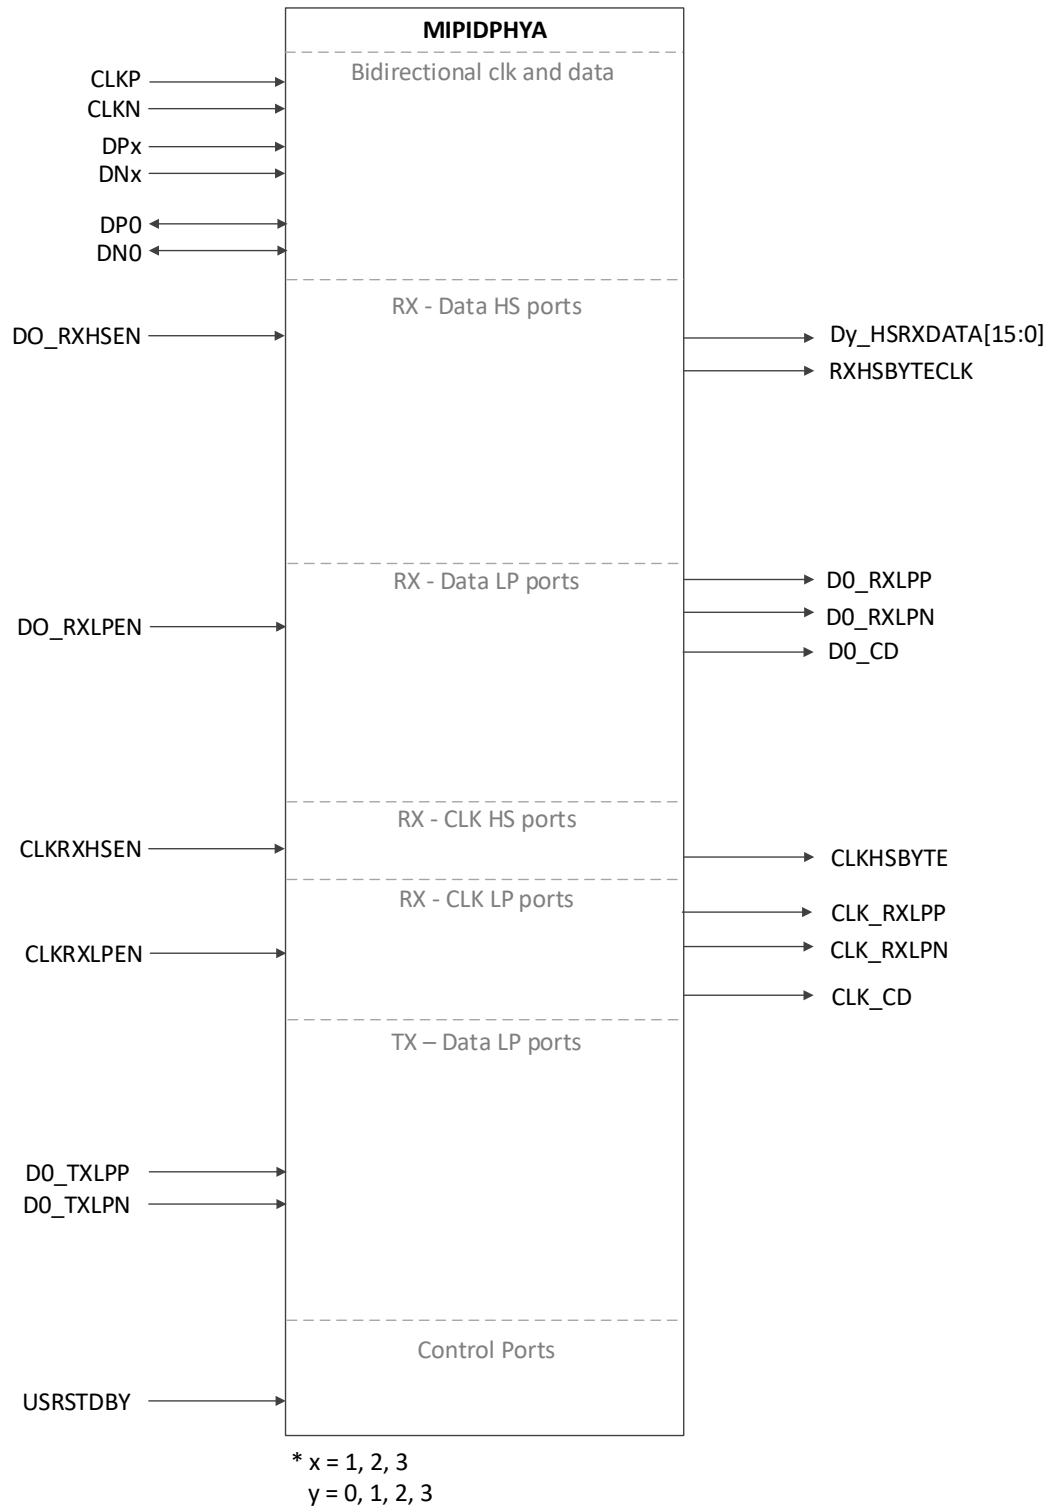 MIPIDPHYA
Bidirectional clk and data
CLKP
CLKN
DPx
DNx
DP0
DN0
RX - Data HS ports
DO_RXHSEN
Dy_HSRXDATA[15:0]
RXHSBYTECLK
RX - Data LP ports
D0_RXLPP
D0_RXLPN
DO_RXLPEN
D0_CD
RX - CLK HS ports
CLKRXHSEN
CLKHSBYTE
RX - CLK LP ports
CLK_RXLPP
CLKRXLPEN
CLK_RXLPN
CLK_CD
TX – Data LP ports
D0_TXLPP
D0_TXLPN
Control Ports
USRSTDBY
* x = 1, 2, 3
y = 0, 1, 2, 3